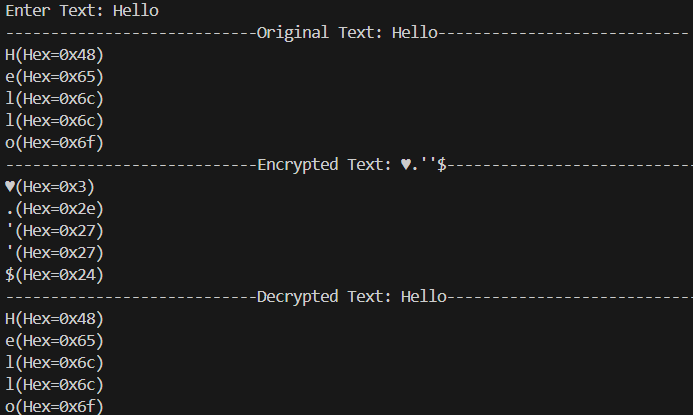 Enter Text: Hello
----------------------------Original Text: Hello----------------------------
H(Hex=0x48)
e(Hex=0x65)
l(Hex=0x6c)
l(Hex=0x6c)
o(Hex=0x6f)
----------------------------Encrypted Text: ♥.''$----------------------------
♥(Hex=0x3)
.(Hex=0x2e)
'(Hex=0x27)
'(Hex=0x27)
$(Hex=0x24)
----------------------------Decrypted Text: Hello----------------------------
H(Hex=0x48)
e(Hex=0x65)
l(Hex=0x6c)
l(Hex=0x6c)
o(Hex=0x6f)